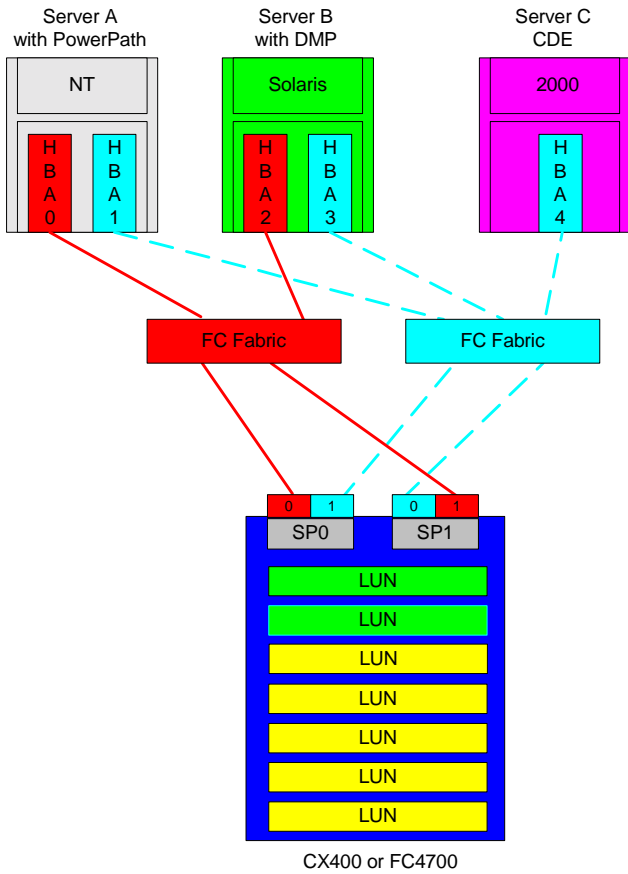 Server A
with PowerPath
Server B
with DMP
Server C
CDE
NT
Solaris
2000
H
B
A
0
H
B
A
1
H
B
A
2
H
B
A
3
H
B
A
4
FC Fabric
FC Fabric
0
1
0
1
SP0
SP1
LUN
LUN
LUN
LUN
LUN
LUN
LUN
CX400 or FC4700